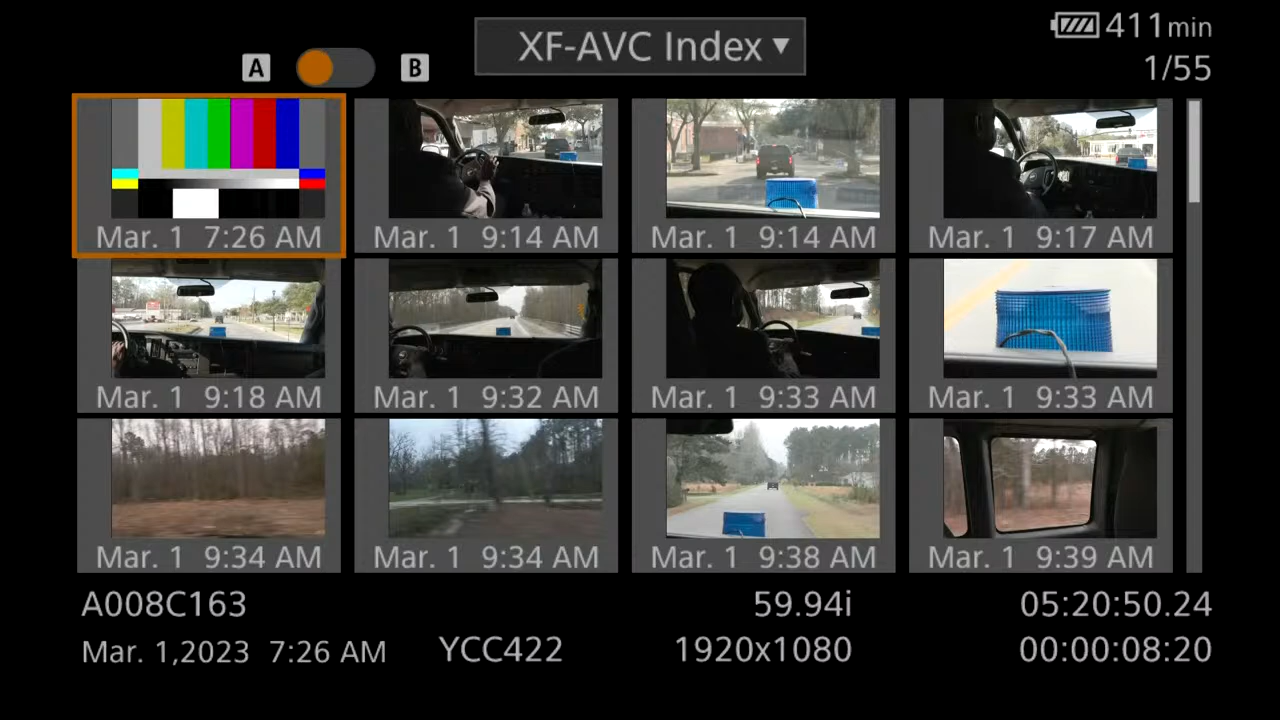 XF-AVC Index
411min
A B
1/55
Mar. 1 7:26 AM
Mar. 1 9:14 AM
Mar. 1 9:14 AM
Mar. 1 9:17 AM
Mar. 1 9:18 AM
Mar. 1 9:32 AM
Mar. 1 9:33 AM
Mar. 1 9:33 AM
Mar. 1 9:34 AM
Mar. 1 9:34 AM
Mar. 1 9:38 AM
Mar. 1 9:39 AM
A008C163
59.94i
05:20:50.24
Mar. 1,2023 7:26 AM
YCC422
1920x1080
00:00:08:20